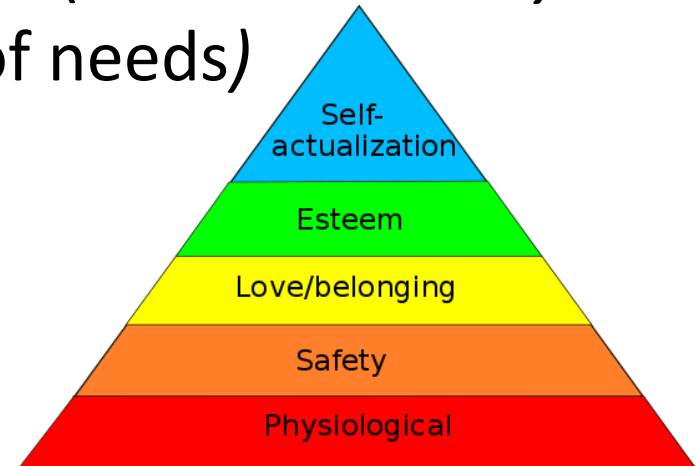 of needs)
Self-
actualization
Esteem
Love/belonging
Safety
Physiological